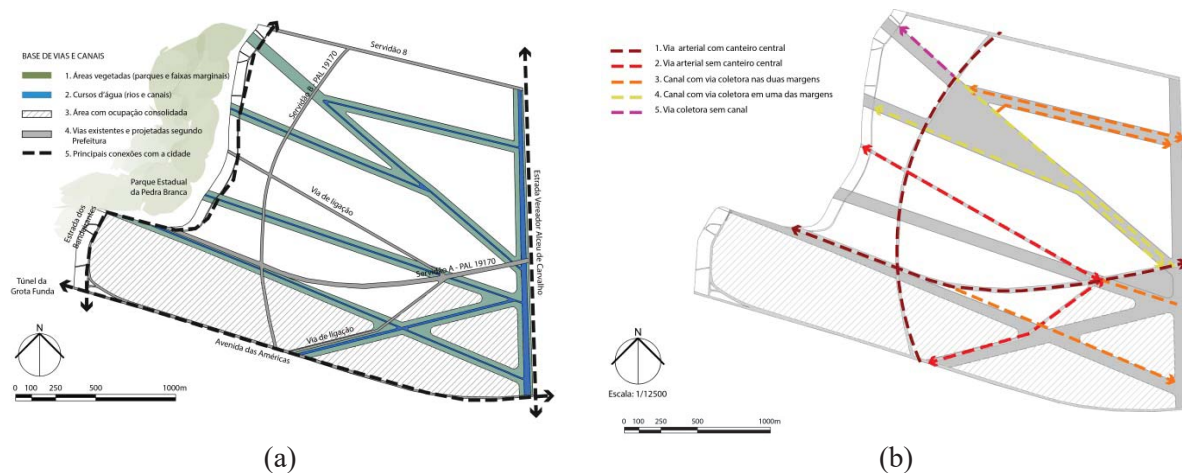 BASE DE VIAS E CANAIS
1. Áreas vegetadas (parques e faixas marginais)
2. Cursos d'água (rios e canais)
3. Área com ocupação consolidada
4. Vias existentes e projetadas segundo
Prefeitura
5. Principais conexões com a cidade
Servidão 8
Servidão B - PAL 19170
Parque Estadual
da Pedra Branca
Estrada dos
Bandeirantes
Via de ligação
Estrada Vereador Alceu de Carvalho
Servidão A - PAL 19170
Túnel da
Grota Funda
Via de ligação
Avenida das Américas
N
0 100 250 500 1000m
(a)
1. Via arterial com canteiro central
2. Via arterial sem canteiro central
3. Canal com via coletora nas duas margens
4. Canal com via coletora em uma das margens
5. Via coletora sem canal
N
Escala: 1/12500
0 100 250 500 1000m
(b)